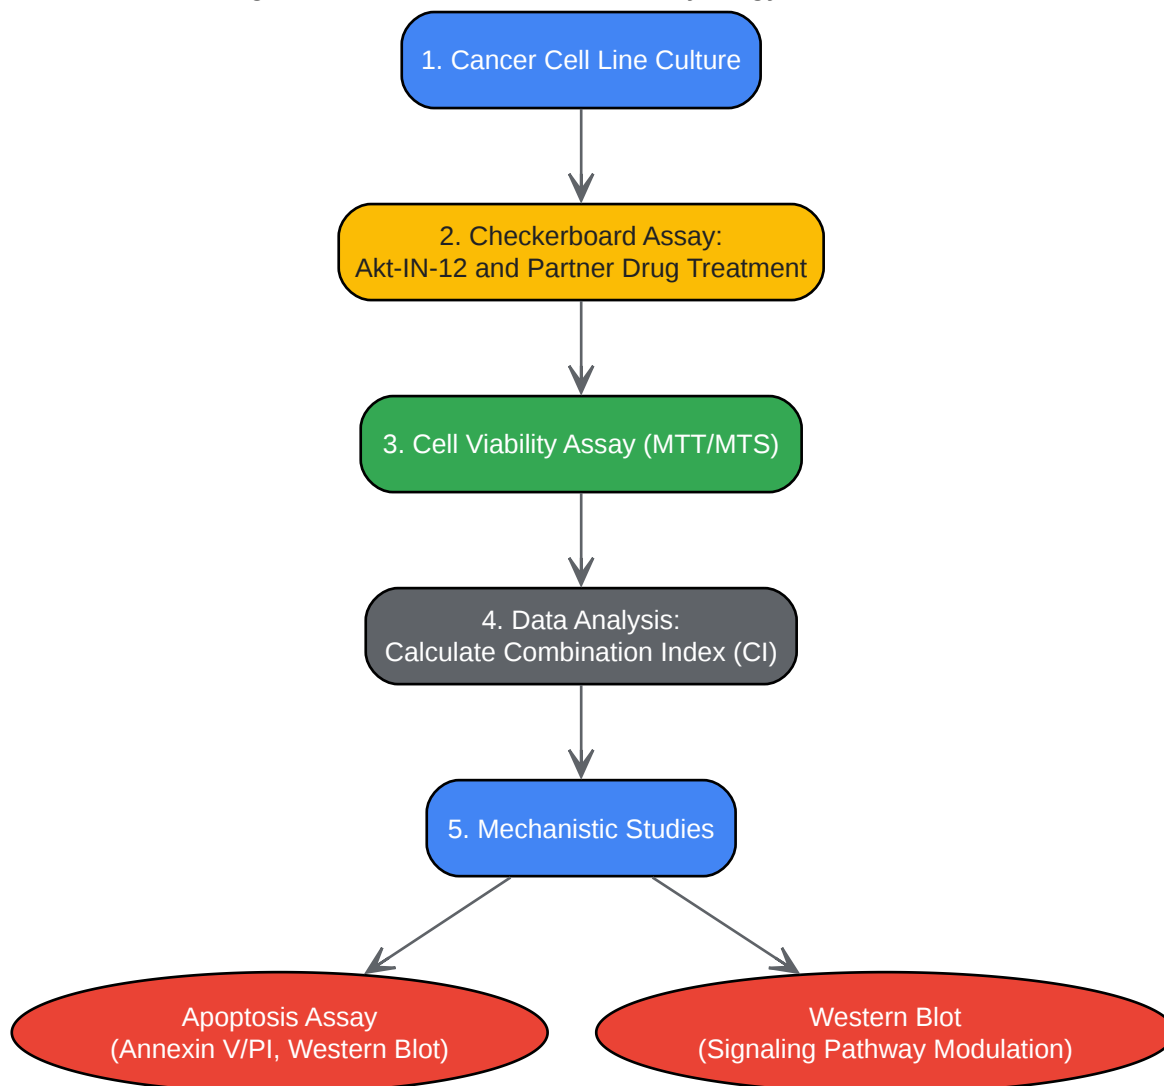 1. Cancer Cell Line Culture
2. Checkerboard Assay:
Akt-IN-12 and Partner Drug Treatment
3. Cell Viability Assay (MTT/MTS)
4. Data Analysis:
Calculate Combination Index (CI)
5. Mechanistic Studies
Apoptosis Assay
(Annexin V/PI, Western Blot)
Western Blot
(Signaling Pathway Modulation)